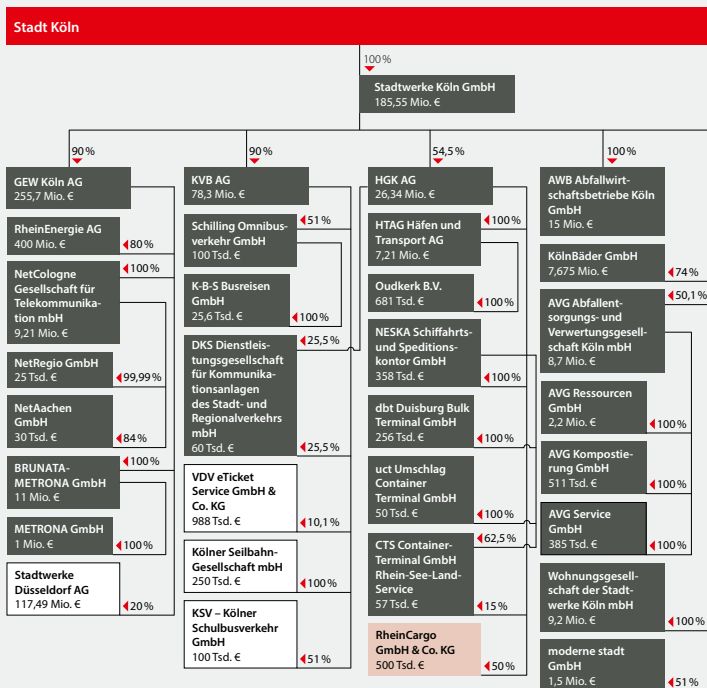 Stadt Köln
100 %
Stadtwerke Köln GmbH
185,55 Mio. €
90 %
GEW Köln AG
255,7 Mio. €
RheinEnergie AG
400 Mio. €
80 %
100 %
NetCologne
Gesellschaft für
Telekommunika-
tion mbH
9,21 Mio. €
NetRegio GmbH
25 Tsd. €
99,99 %
NetAachen
GmbH
30 Tsd. €
84 %
100 %
BRUNATA-
METRONA GmbH
11 Mio. €
METRONA GmbH
1 Mio. €
100 %
Stadtwerke
Düsseldorf AG
117,49 Mio. €
20 %
90 %
KVB AG
78,3 Mio. €
51 %
Schilling Omnibus-
verkehr GmbH
100 Tsd. €
K-B-S Busreisen
GmbH
25,6 Tsd. €
100 %
25,5 %
DKS Dienstleis-
tungsgesellschaft
für Kommunika-
tionsanlagen
des Stadt- und
Regionalverkehrs
mbH
60 Tsd. €
25,5 %
VDV eTicket
Service GmbH &
Co. KG
988 Tsd. €
10,1 %
Kölner Seilbahn-
Gesellschaft mbH
250 Tsd. €
100 %
KSV – Kölner
Schulbusverkehr
GmbH
100 Tsd. €
51 %
54,5 %
HGK AG
26,34 Mio. €
100 %
HTAG Häfen und
Transport AG
7,21 Mio. €
Oudkerk B.V.
681 Tsd. €
100 %
NESKA Schiffahrts-
und Speditions-
kontor GmbH
358 Tsd. €
100 %
dbt Duisburg Bulk
Terminal GmbH
256 Tsd. €
100 %
uct Umschlag
Container
Terminal GmbH
50 Tsd. €
100 %
62,5 %
CTS Container-
Terminal GmbH
Rhein-See-Land-
Service
57 Tsd. €
15 %
RheinCargo
GmbH & Co. KG
500 Tsd. €
50 %
100 %
AWB Abfallwirt-
schaftsbetriebe Köln
GmbH
15 Mio. €
KölnBäder GmbH
7,675 Mio. €
74 %
50,1 %
AVG Abfallent-
sorgungs- und
Verwertungsgesell-
schaft Köln mbH
8,7 Mio. €
AVG Ressourcen
GmbH
2,2 Mio. €
100 %
AVG Kompostie-
rung GmbH
511 Tsd. €
100 %
AVG Service
GmbH
385 Tsd. €
100 %
Wohnungsgesell-
schaft der Stadt-
werke Köln mbH
9,2 Mio. €
100 %
moderne stadt
GmbH
1,5 Mio. €
51 %